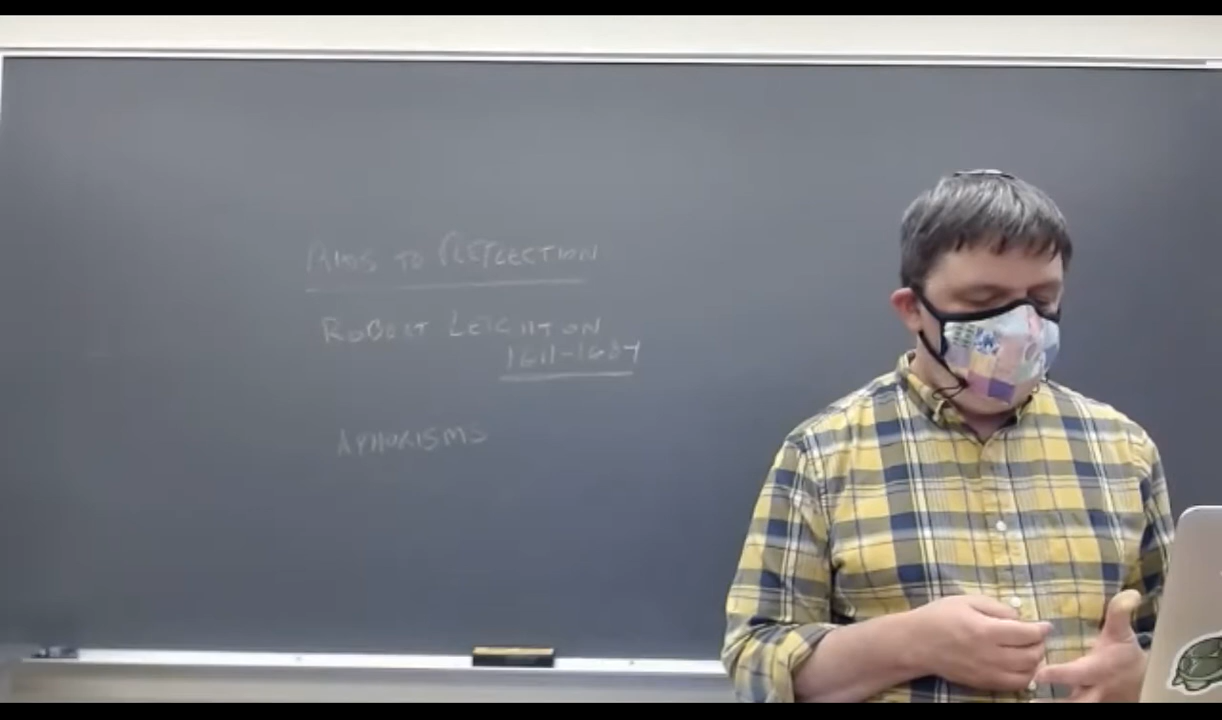 AIDS TO REFLECTION
ROBERT LEIGHTON
1611-1684
APHORISMS